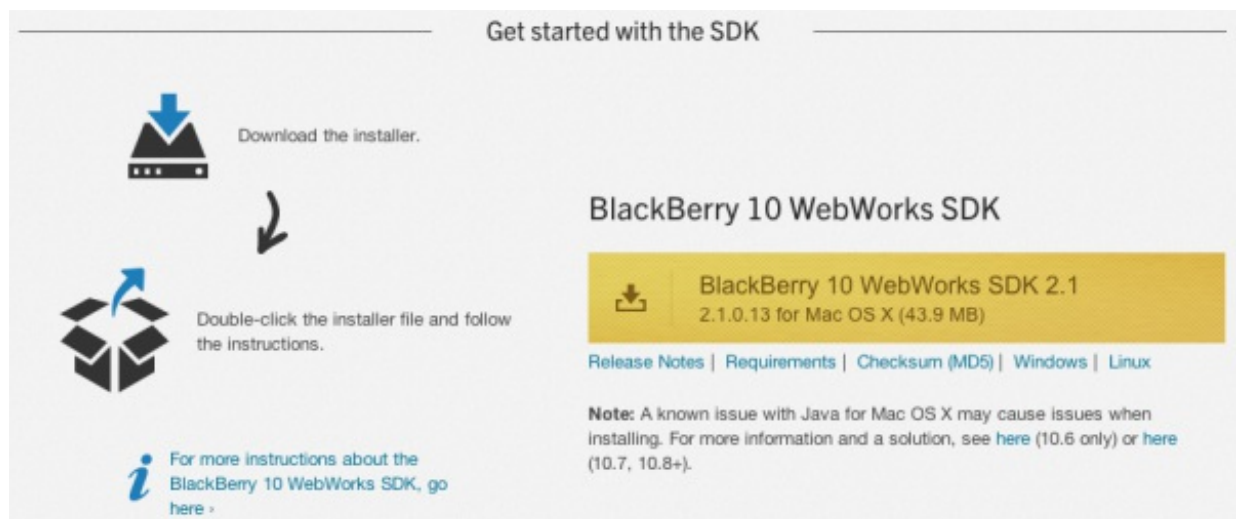 Get started with the SDK
Download the installer.
Double-click the installer file and follow
the instructions.
For more instructions about the
BlackBerry 10 WebWorks SDK, go
here ›
BlackBerry 10 WebWorks SDK
BlackBerry 10 WebWorks SDK 2.1
2.1.0.13 for Mac OS X (43.9 MB)
Release Notes | Requirements | Checksum (MD5) | Windows | Linux
Note: A known issue with Java for Mac OS X may cause issues when
installing. For more information and a solution, see here (10.6 only) or here
(10.7, 10.8+).